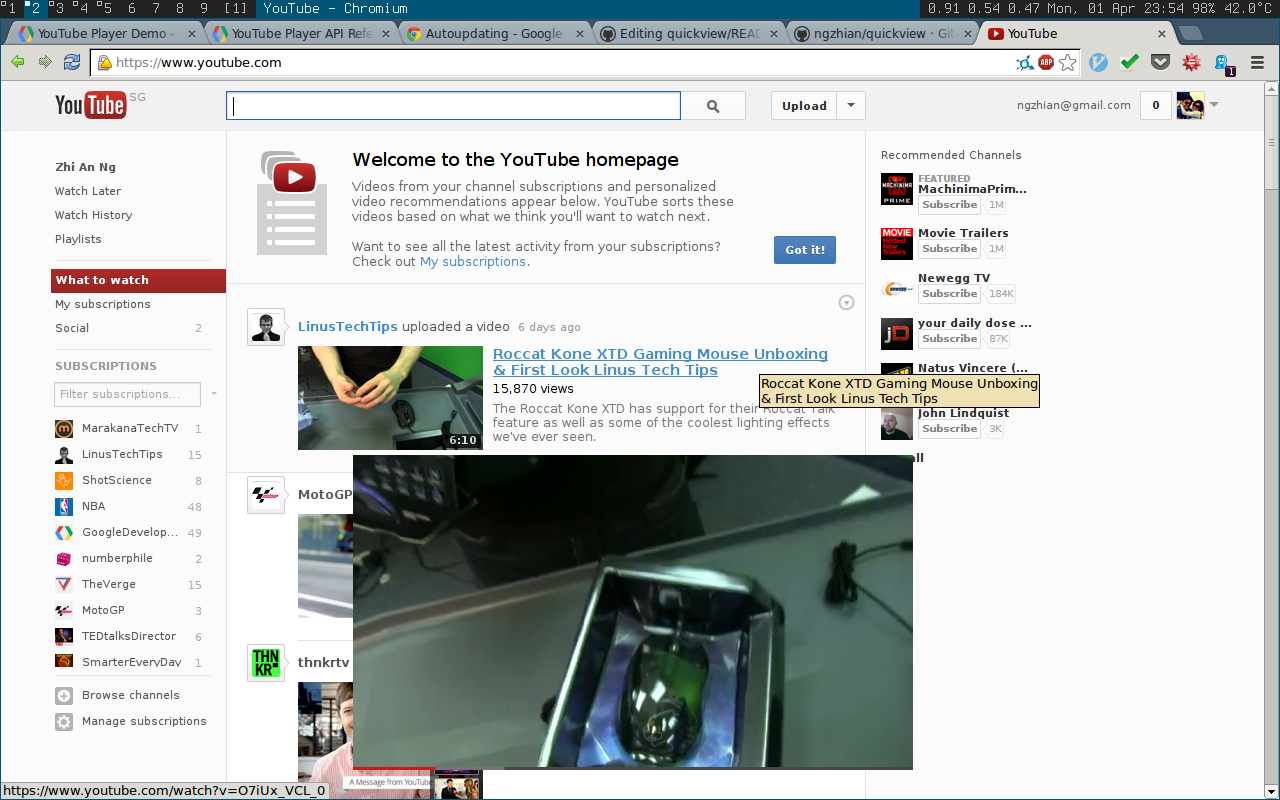 1 2 3 4 5 6 7 8 9 [1] YouTube - Chromium 0.91 0.54 0.47 Mon, 01 Apr 23:54 98% 42.0°C
YouTube Player Demo - YouTube Player API Refe Autoupdating - Google Editing quickview/READ ngzhian/quickview · Git YouTube
https://www.youtube.com ABP 1
YouTube SG Upload ngzhian@gmail.com 0
Zhi An Ng
Watch Later
Watch History
Playlists
What to watch
My subscriptions
Social 2
SUBSCRIPTIONS
Filter subscriptions...
MarakanaTechTV 1
LinusTechTips 15
ShotScience 8
NBA 48
GoogleDevelop... 49
numberphile 2
TheVerge 15
MotoGP 3
TEDtalksDirector 6
SmarterEveryDay 1
Browse channels
Manage subscriptions
Welcome to the YouTube homepage
Videos from your channel subscriptions and personalized
video recommendations appear below. YouTube sorts these
videos based on what we think you'll want to watch next.
Want to see all the latest activity from your subscriptions?
Check out My subscriptions.
Got it!
LinusTechTips uploaded a video 6 days ago
Roccat Kone XTD Gaming Mouse Unboxing
& First Look Linus Tech Tips
15,870 views
The Roccat Kone XTD has support for their Roccat Talk
feature as well as some of the coolest lighting effects
we've ever seen.
6:10
Roccat Kone XTD Gaming Mouse Unboxing
& First Look Linus Tech Tips
MotoGP
thnkrtv
THN
KR
A Message from YouTube
Recommended Channels
FEATURED
MachinimaPrim...
PRIME
Subscribe 1M
Movie Trailers
MOVIE
Hottest
New
Trailers
Subscribe 1M
Newegg TV
Subscribe 184K
your daily dose ...
jD
Subscribe 87K
Natus Vincere (...
John Lindquist
Subscribe 3K
all
https://www.youtube.com/watch?v=O7iUx_VCL_0